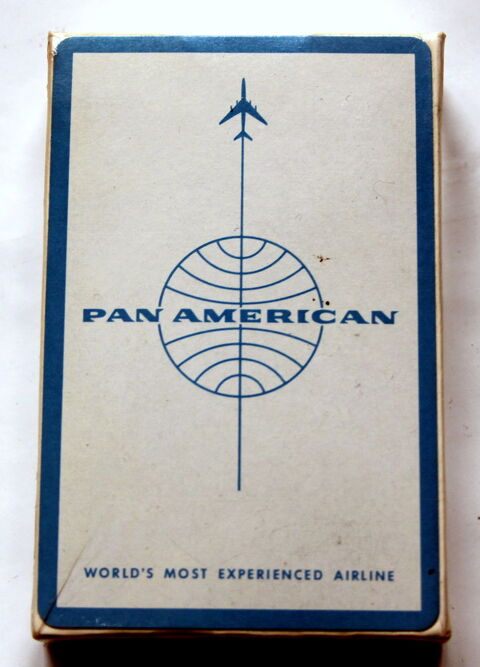 PAN AMERICAN
WORLD'S MOST EXPERIENCED AIRLINE